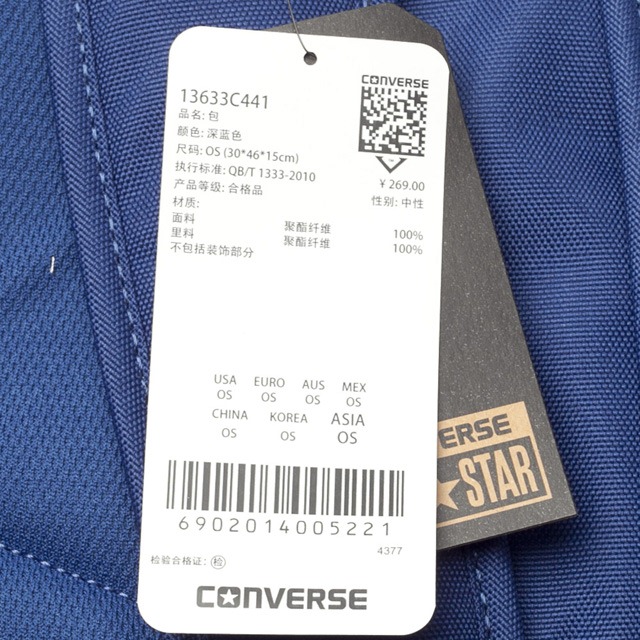 CONVERSE
13633C441
品名: 包
颜色: 深蓝色
尺码: OS (30*46*15cm)
执行标准: QB/T 1333-2010
¥ 269.00
产品等级: 合格品
性别: 中性
材质:
面料 聚酯纤维 100%
里料 聚酯纤维 100%
不包括装饰部分
USA EURO AUS MEX
OS OS OS OS
CHINA KOREA ASIA
OS OS OS
6902014005221
4377
检验合格证: 检
CONVERSE
ERSE
STAR